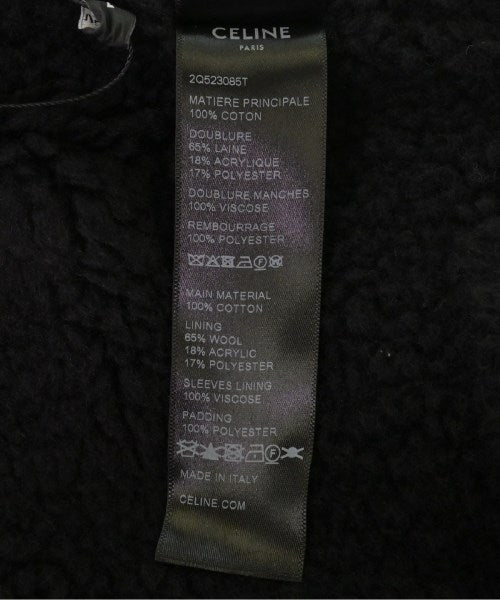 CELINE
PARIS
2Q523085T
MATIERE PRINCIPALE
100% COTON
DOUBLURE
65% LAINE
18% ACRYLIQUE
17% POLYESTER
DOUBLURE MANCHES
100% VISCOSE
REMBOURRAGE
100% POLYESTER
MAIN MATERIAL
100% COTTON
LINING
65% WOOL
18% ACRYLIC
17% POLYESTER
SLEEVES LINING
100% VISCOSE
PADDING
100% POLYESTER
MADE IN ITALY
CELINE.COM